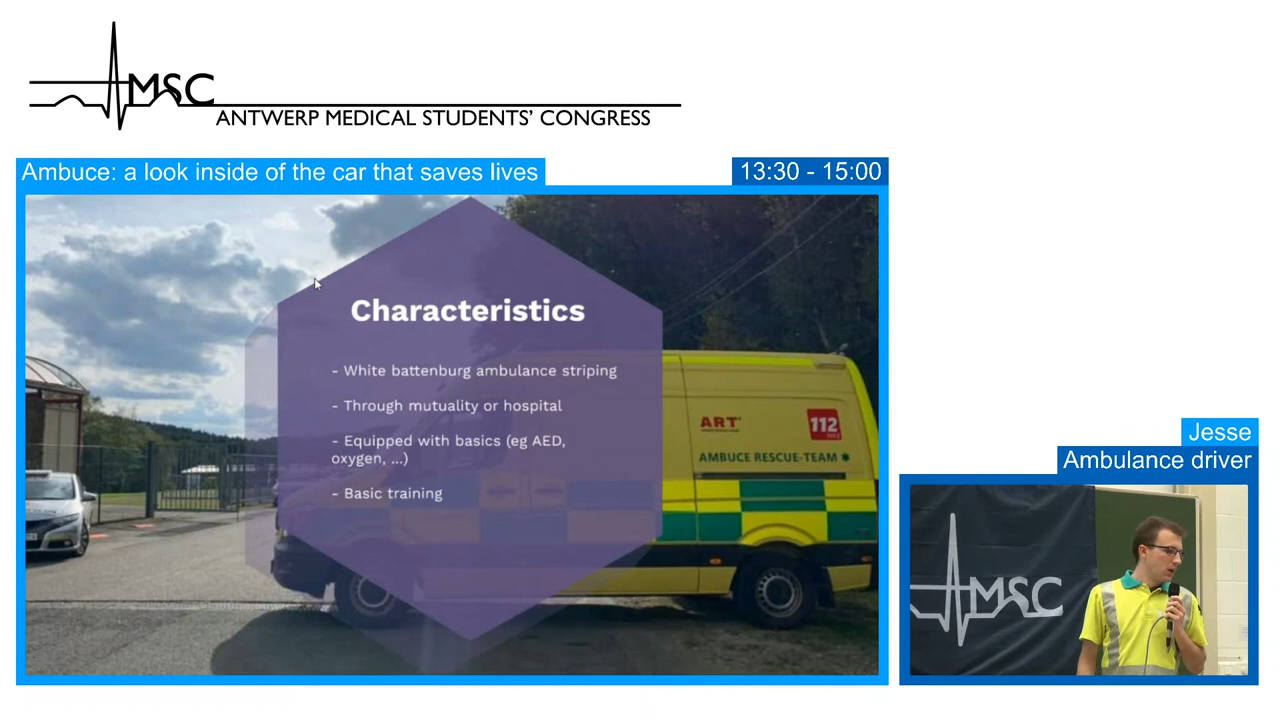 MSC
ANTWERP MEDICAL STUDENTS' CONGRESS
Ambuce: a look inside of the car that saves lives
13:30 - 15:00
Characteristics
- White battenburg ambulance striping
- Through mutuality or hospital
- Equipped with basics (eg AED,
oxygen, ...)
- Basic training
ART
112
AMBUCE RESCUE-TEAM
Jesse
Ambulance driver
MSC